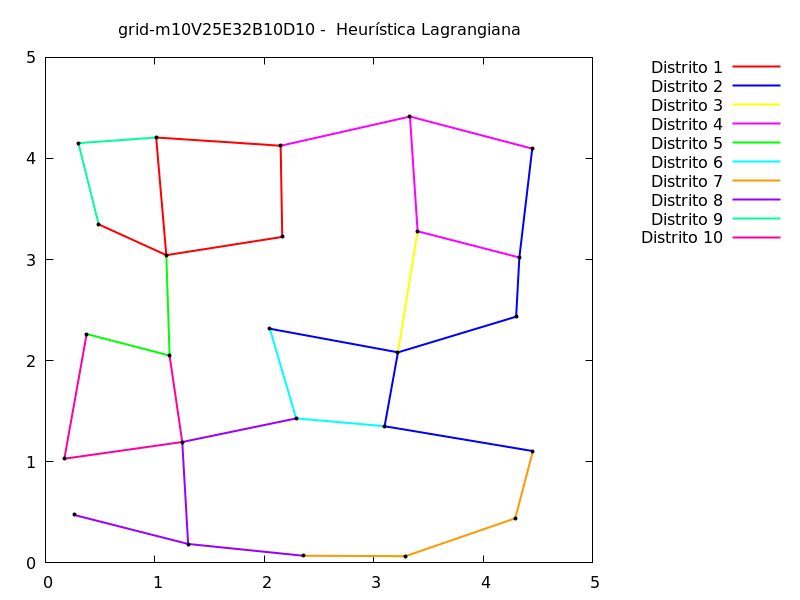 grid-m10V25E32B10D10 -  Heurística Lagrangiana
5
4
3
2
1
0
0 1 2 3 4 5
Distrito 1
Distrito 2
Distrito 3
Distrito 4
Distrito 5
Distrito 6
Distrito 7
Distrito 8
Distrito 9
Distrito 10